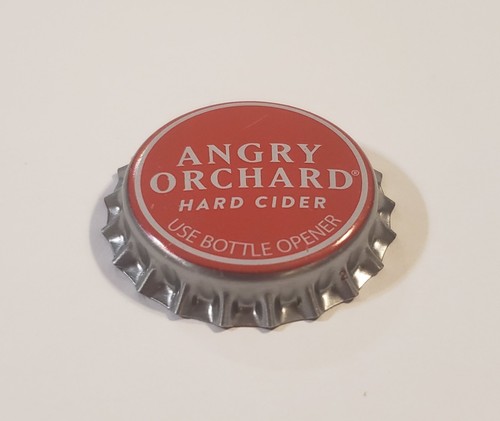 ANGRY
ORCHARD®
HARD CIDER
USE BOTTLE OPENER